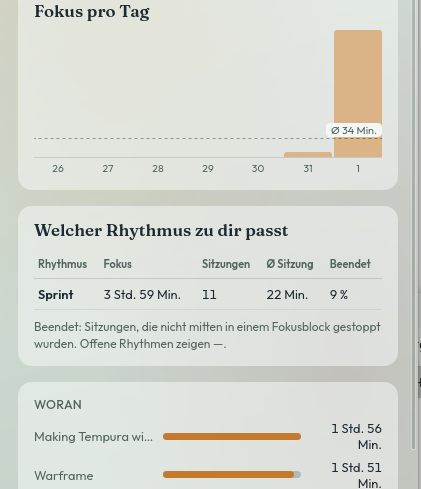 Fokus pro Tag
Ø 34 Min.
26 27 28 29 30 31 1
Welcher Rhythmus zu dir passt
Rhythmus Fokus Sitzungen Ø Sitzung Beendet
Sprint 3 Std. 59 Min. 11 22 Min. 9 %
Beendet: Sitzungen, die nicht mitten in einem Fokusblock gestoppt
wurden. Offene Rhythmen zeigen —.
WORAN
Making Tempura wi... 1 Std. 56
Min.
Warframe 1 Std. 51
Min.